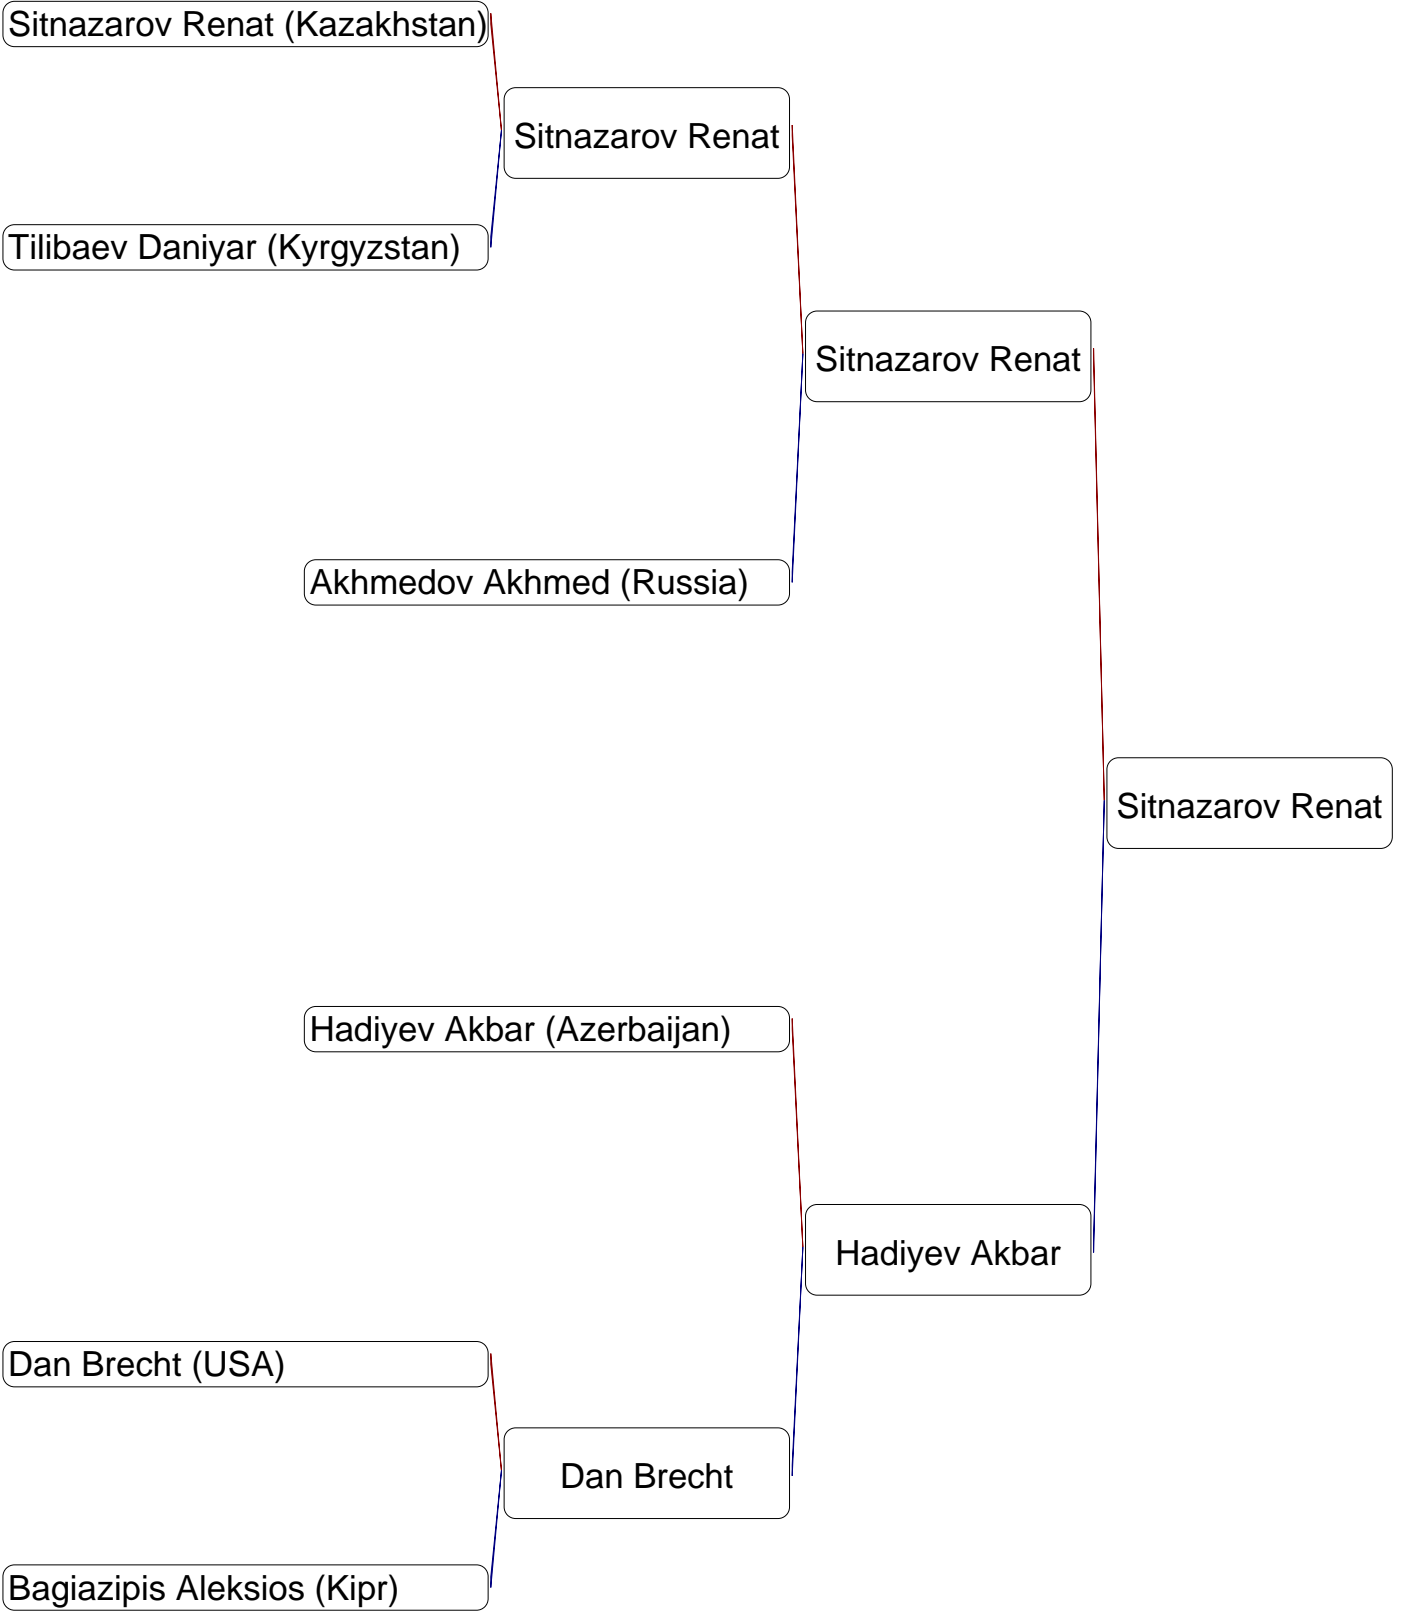 Sitnazarov Renat (Kazakhstan)
Sitnazarov Renat
Tilibaev Daniyar (Kyrgyzstan)
Sitnazarov Renat
Akhmedov Akhmed (Russia)
Sitnazarov Renat
Hadiyev Akbar (Azerbaijan)
Hadiyev Akbar
Dan Brecht (USA)
Dan Brecht
Bagiazipis Aleksios (Kipr)